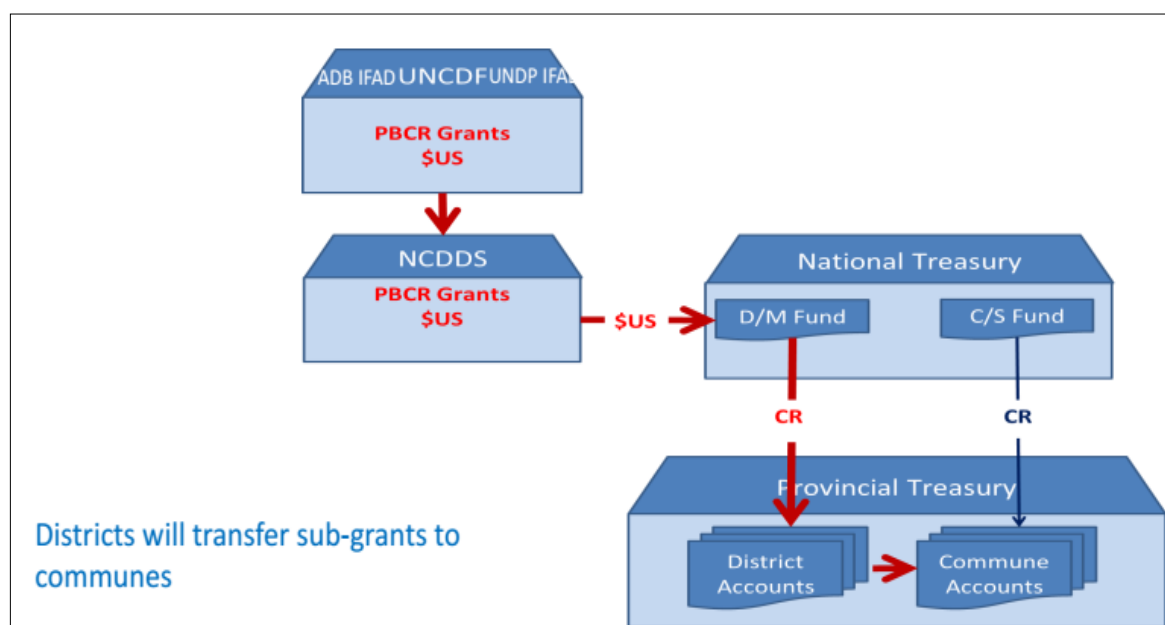 ADB IFAD UNCDF UNDP IFAD
PBCR Grants
$US
NCDDS
PBCR Grants
$US
$US
National Treasury
D/M Fund
C/S Fund
CR
CR
Provincial Treasury
District
Accounts
Commune
Accounts
Districts will transfer sub-grants to
communes